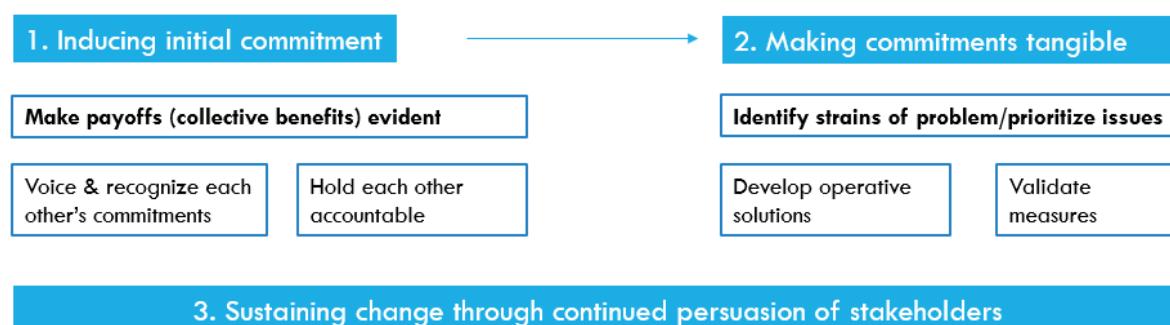 1. Inducing initial commitment
2. Making commitments tangible
Make payoffs (collective benefits) evident
Identify strains of problem/prioritize issues
Voice & recognize each
other's commitments
Hold each other
accountable
Develop operative
solutions
Validate
measures
3. Sustaining change through continued persuasion of stakeholders